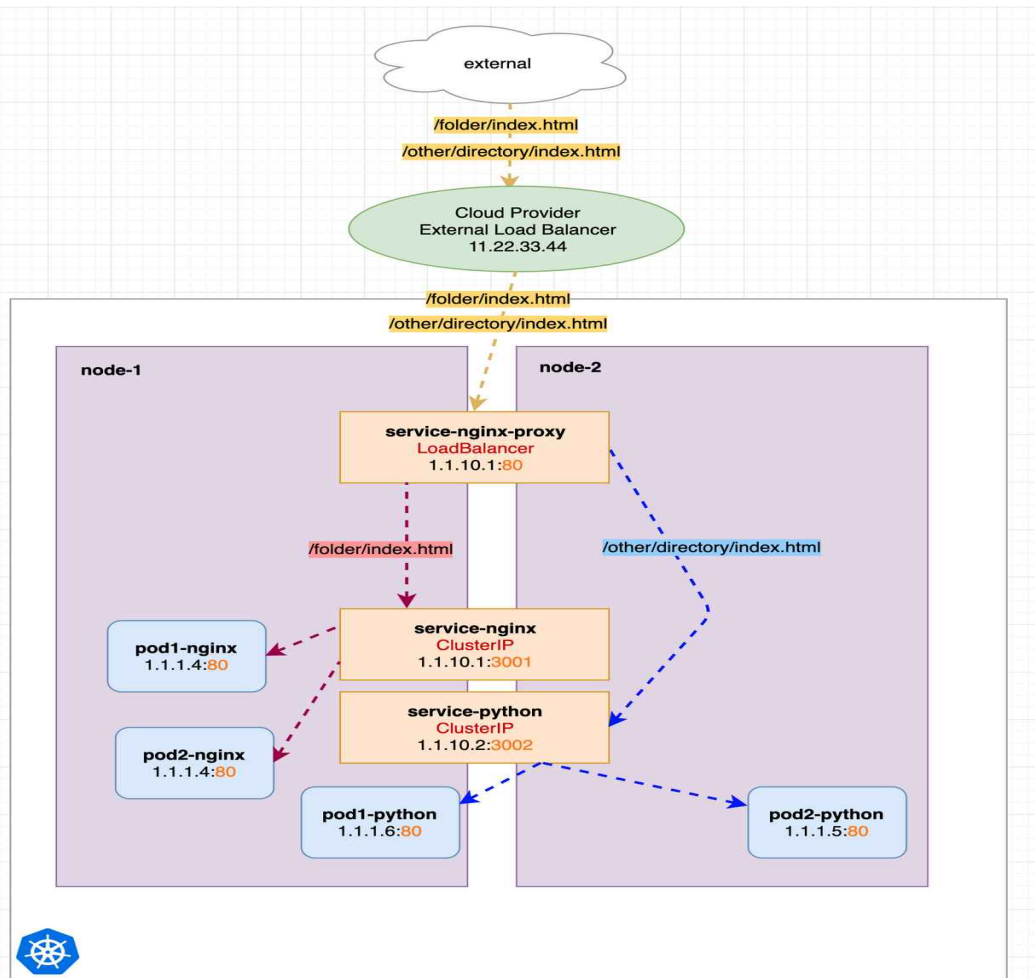 external
/folder/index.html
/other/directory/index.html
Cloud Provider
External Load Balancer
11.22.33.44
/folder/index.html
/other/directory/index.html
node-1
node-2
service-nginx-proxy
LoadBalancer
1.1.10.1:80
/folder/index.html
/other/directory/index.html
service-nginx
ClusterIP
1.1.10.1:3001
pod1-nginx
1.1.1.4:80
service-python
ClusterIP
1.1.10.2:3002
pod2-nginx
1.1.1.4:80
pod1-python
1.1.1.6:80
pod2-python
1.1.1.5:80